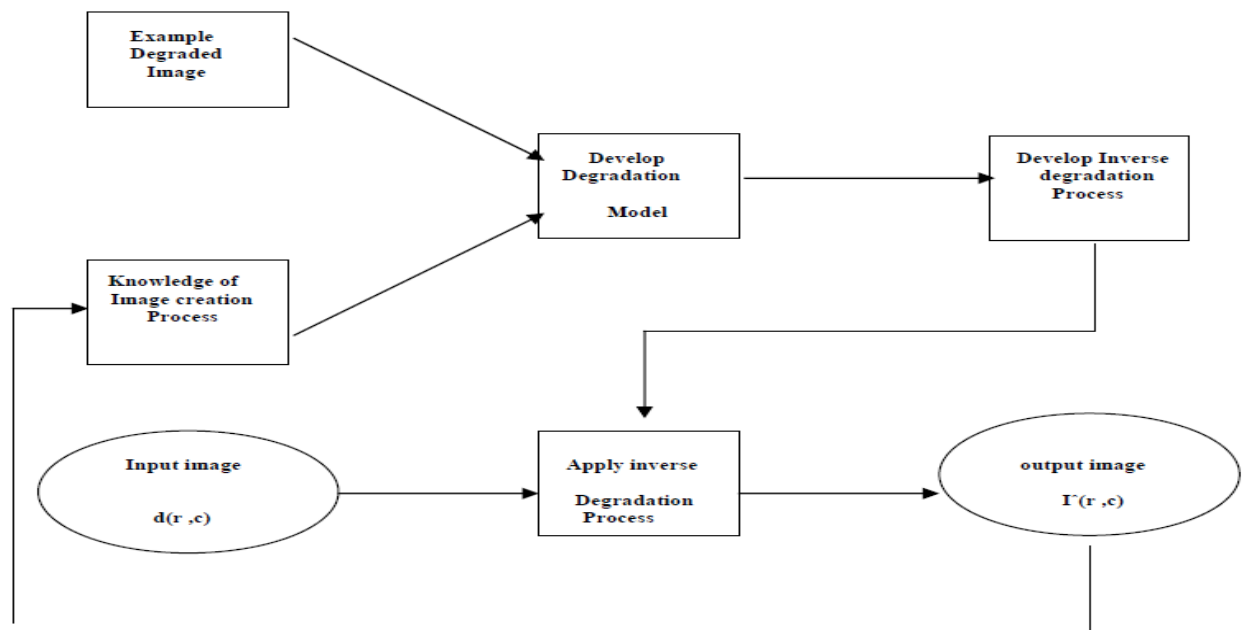 Example
Degraded
Image
Develop
Degradation
Model
Develop Inverse
degradation
Process
Knowledge of
Image creation
Process
Input image
d(r ,c)
Apply inverse
Degradation
Process
output image
Iˆ(r ,c)